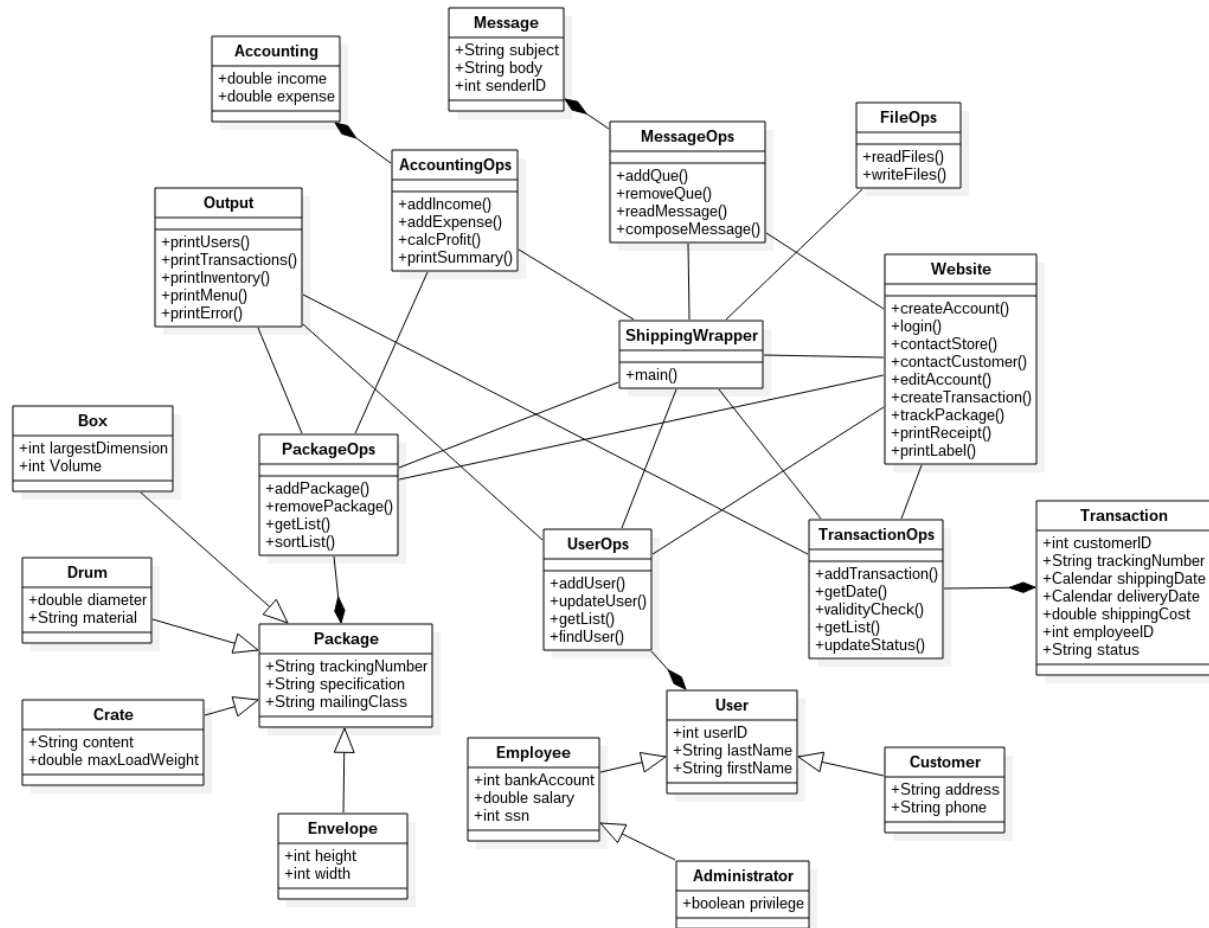 Message
+String subject
+String body
+int senderID
Accounting
+double income
+double expense
MessageOps
+addQue()
+removeQue()
+readMessage()
+composeMessage()
FileOps
+readFiles()
+writeFiles()
AccountingOps
+addIncome()
+addExpense()
+calcProfit()
+printSummary()
Output
+printUsers()
+printTransactions()
+printInventory()
+printMenu()
+printError()
Website
+createAccount()
+login()
+contactStore()
+contactCustomer()
+editAccount()
+createTransaction()
+trackPackage()
+printReceipt()
+printLabel()
ShippingWrapper
+main()
Box
+int largestDimension
+int Volume
PackageOps
+addPackage()
+removePackage()
+getList()
+sortList()
UserOps
+addUser()
+updateUser()
+getList()
+findUser()
TransactionOps
+addTransaction()
+getDate()
+validityCheck()
+getList()
+updateStatus()
Transaction
+int customerID
+String trackingNumber
+Calendar shippingDate
+Calendar deliveryDate
+double shippingCost
+int employeeID
+String status
Drum
+double diameter
+String material
Package
+String trackingNumber
+String specification
+String mailingClass
Crate
+String content
+double maxLoadWeight
User
+int userID
+String lastName
+String firstName
Employee
+int bankAccount
+double salary
+int ssn
Customer
+String address
+String phone
Envelope
+int height
+int width
Administrator
+boolean privilege